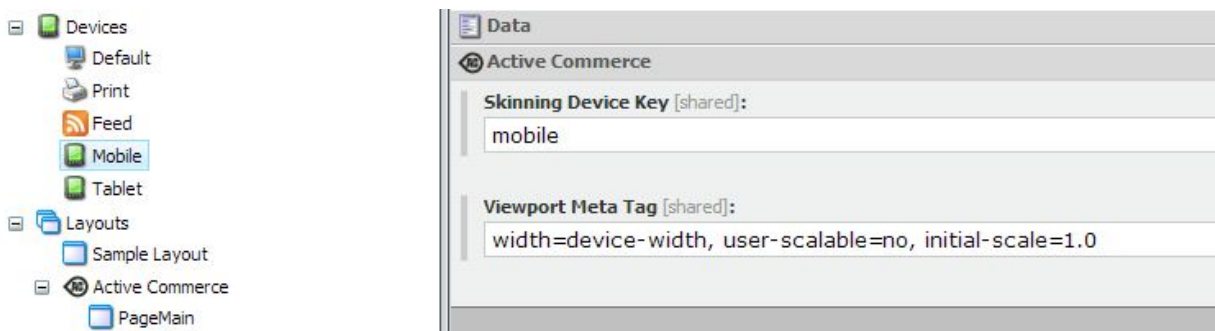 Devices
Default
Print
Feed
Mobile
Tablet
Layouts
Sample Layout
Active Commerce
PageMain
Data
Active Commerce
Skinning Device Key [shared]:
mobile
Viewport Meta Tag [shared]:
width=device-width, user-scalable=no, initial-scale=1.0